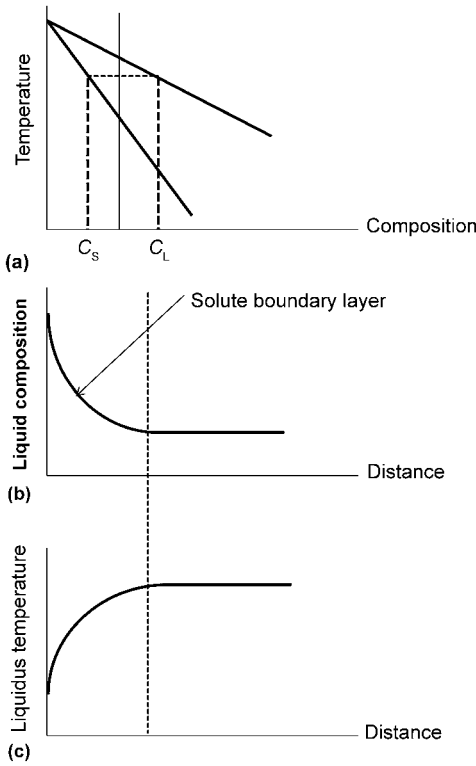 Temperature
Composition
C_S
C_L
(a)
Solute boundary layer
Liquid composition
Distance
(b)
Liquidus temperature
Distance
(c)